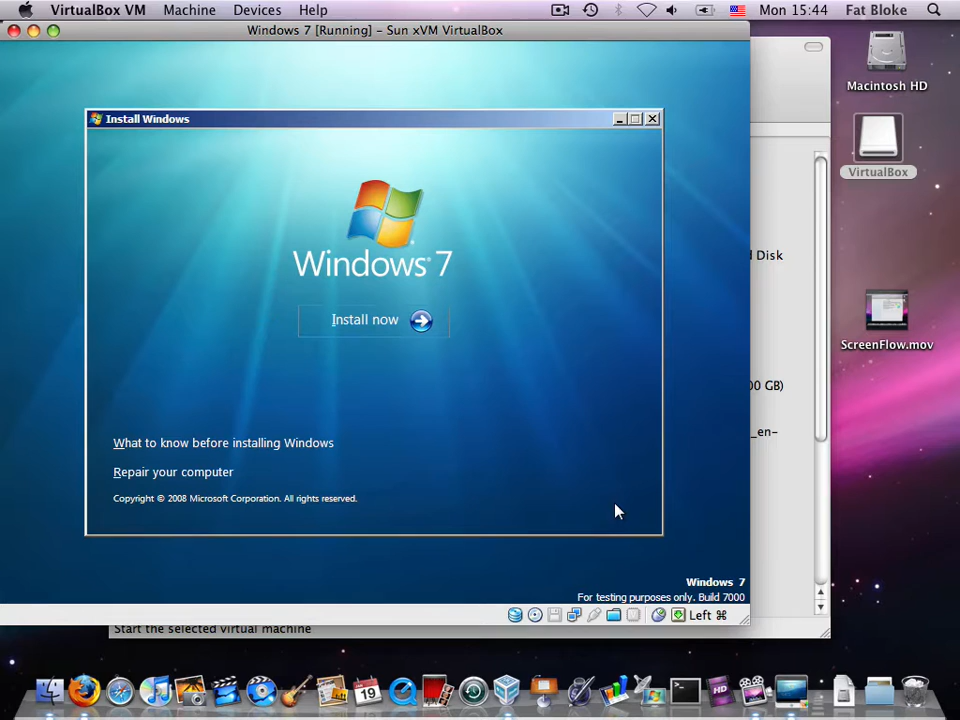 VirtualBox VM Machine Devices Help Mon 15:44 Fat Bloke
Windows 7 [Running] – Sun xVM VirtualBox
Macintosh HD
Install Windows
VirtualBox
Windows® 7
d Disk
Install now
ScreenFlow.mov
00 GB)
_en-
What to know before installing Windows
Repair your computer
Copyright © 2008 Microsoft Corporation. All rights reserved.
Windows 7
For testing purposes only. Build 7000
Left ⌘
Start the selected virtual machine
19
HD